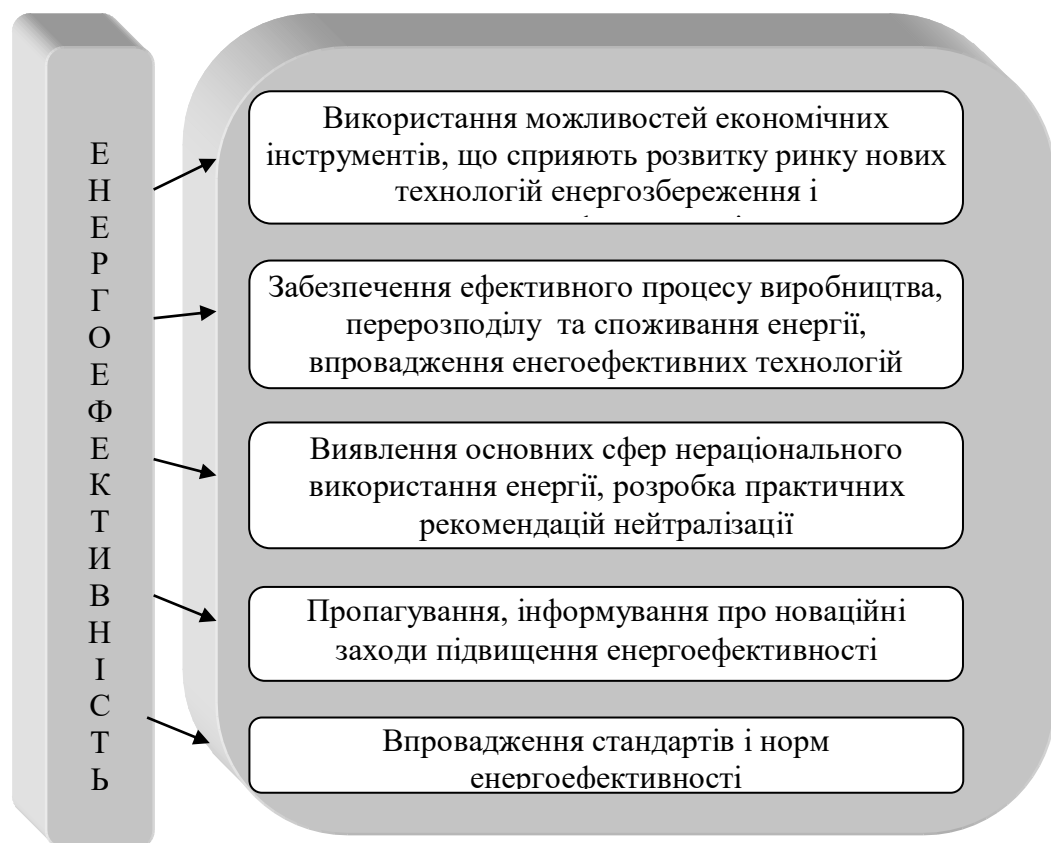 ЕНЕРГОЕФЕКТИВНІСТЬ
Використання можливостей економічних
інструментів, що сприяють розвитку ринку нових
технологій енергозбереження і
Забезпечення ефективного процесу виробництва,
перерозподілу та споживання енергії,
впровадження енегоефективних технологій
Виявлення основних сфер нераціонального
використання енергії, розробка практичних
рекомендацій нейтралізації
Пропагування, інформування про новаційні
заходи підвищення енергоефективності
Впровадження стандартів і норм
енергоефективності